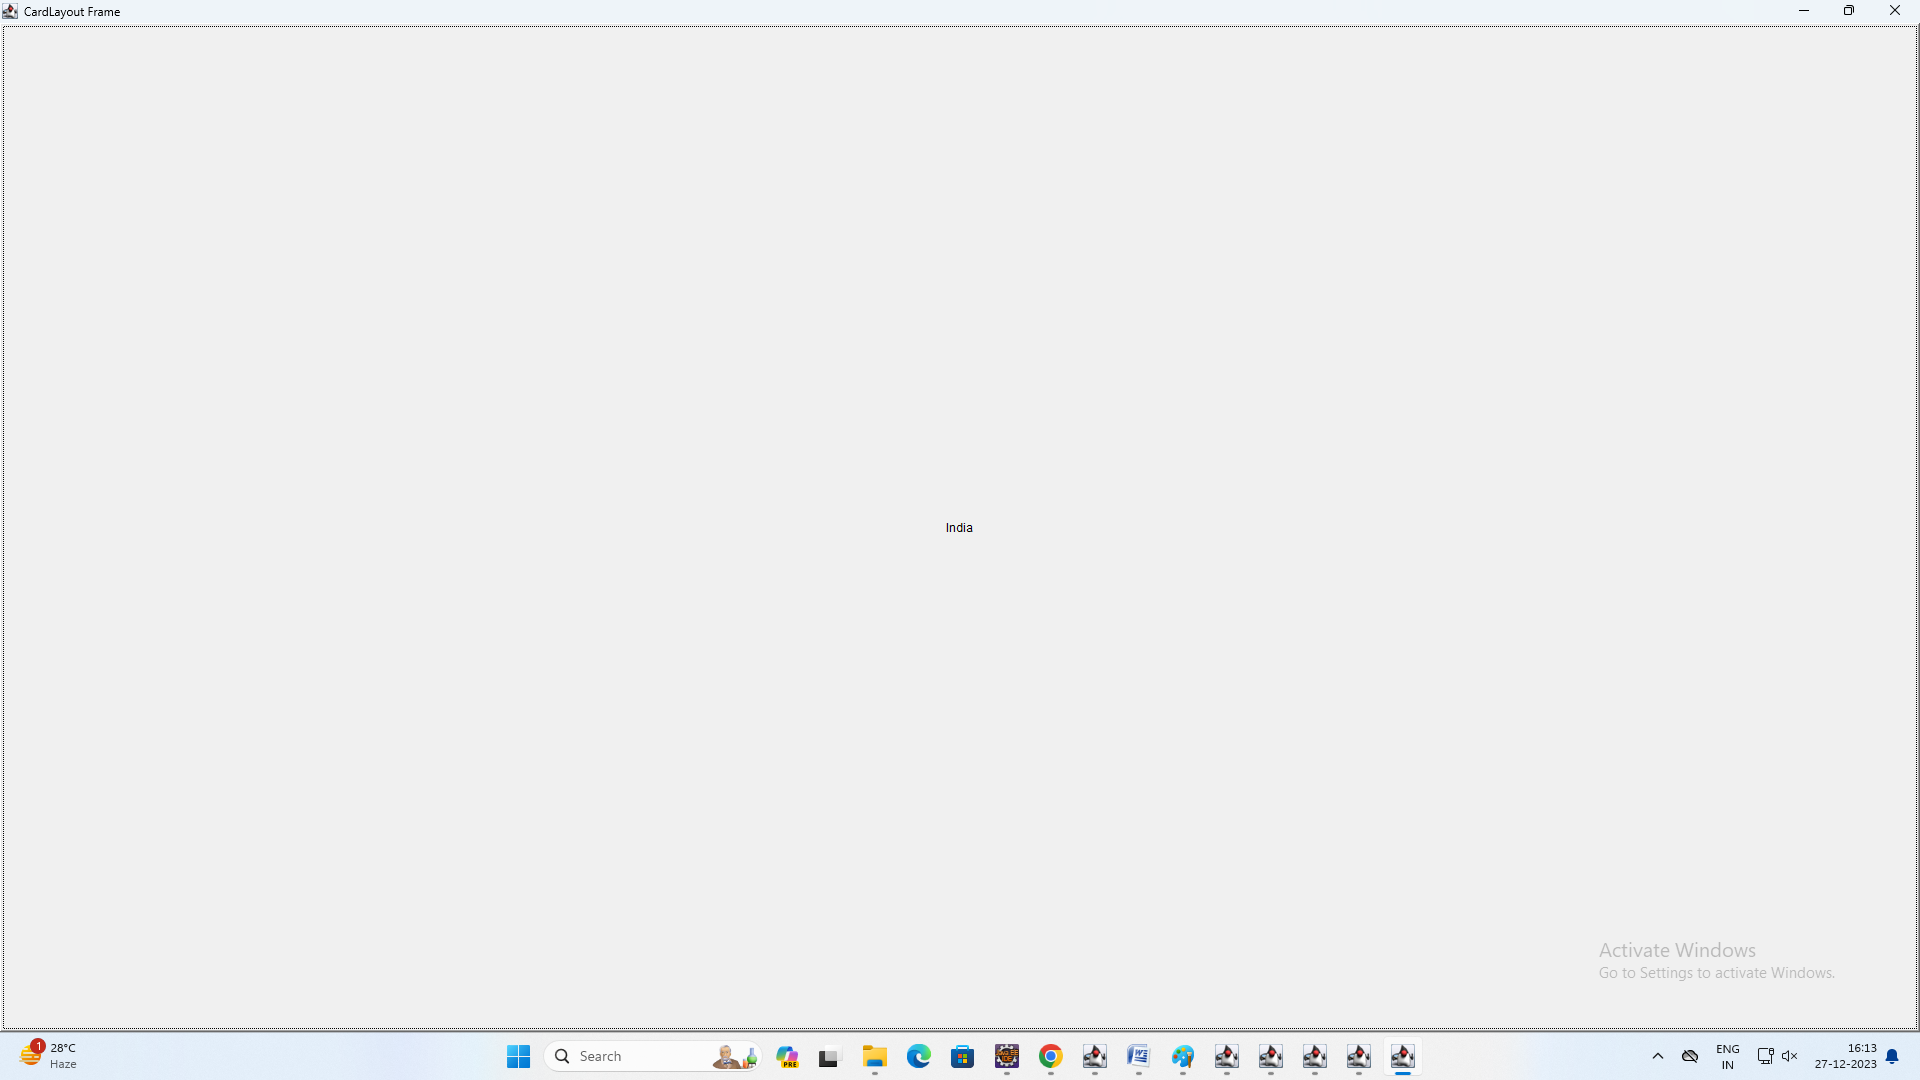 CardLayout Frame
India
Activate Windows
Go to Settings to activate Windows.
1
28°C
Haze
Search
PRE
ENG
IN
16:13
27-12-2023